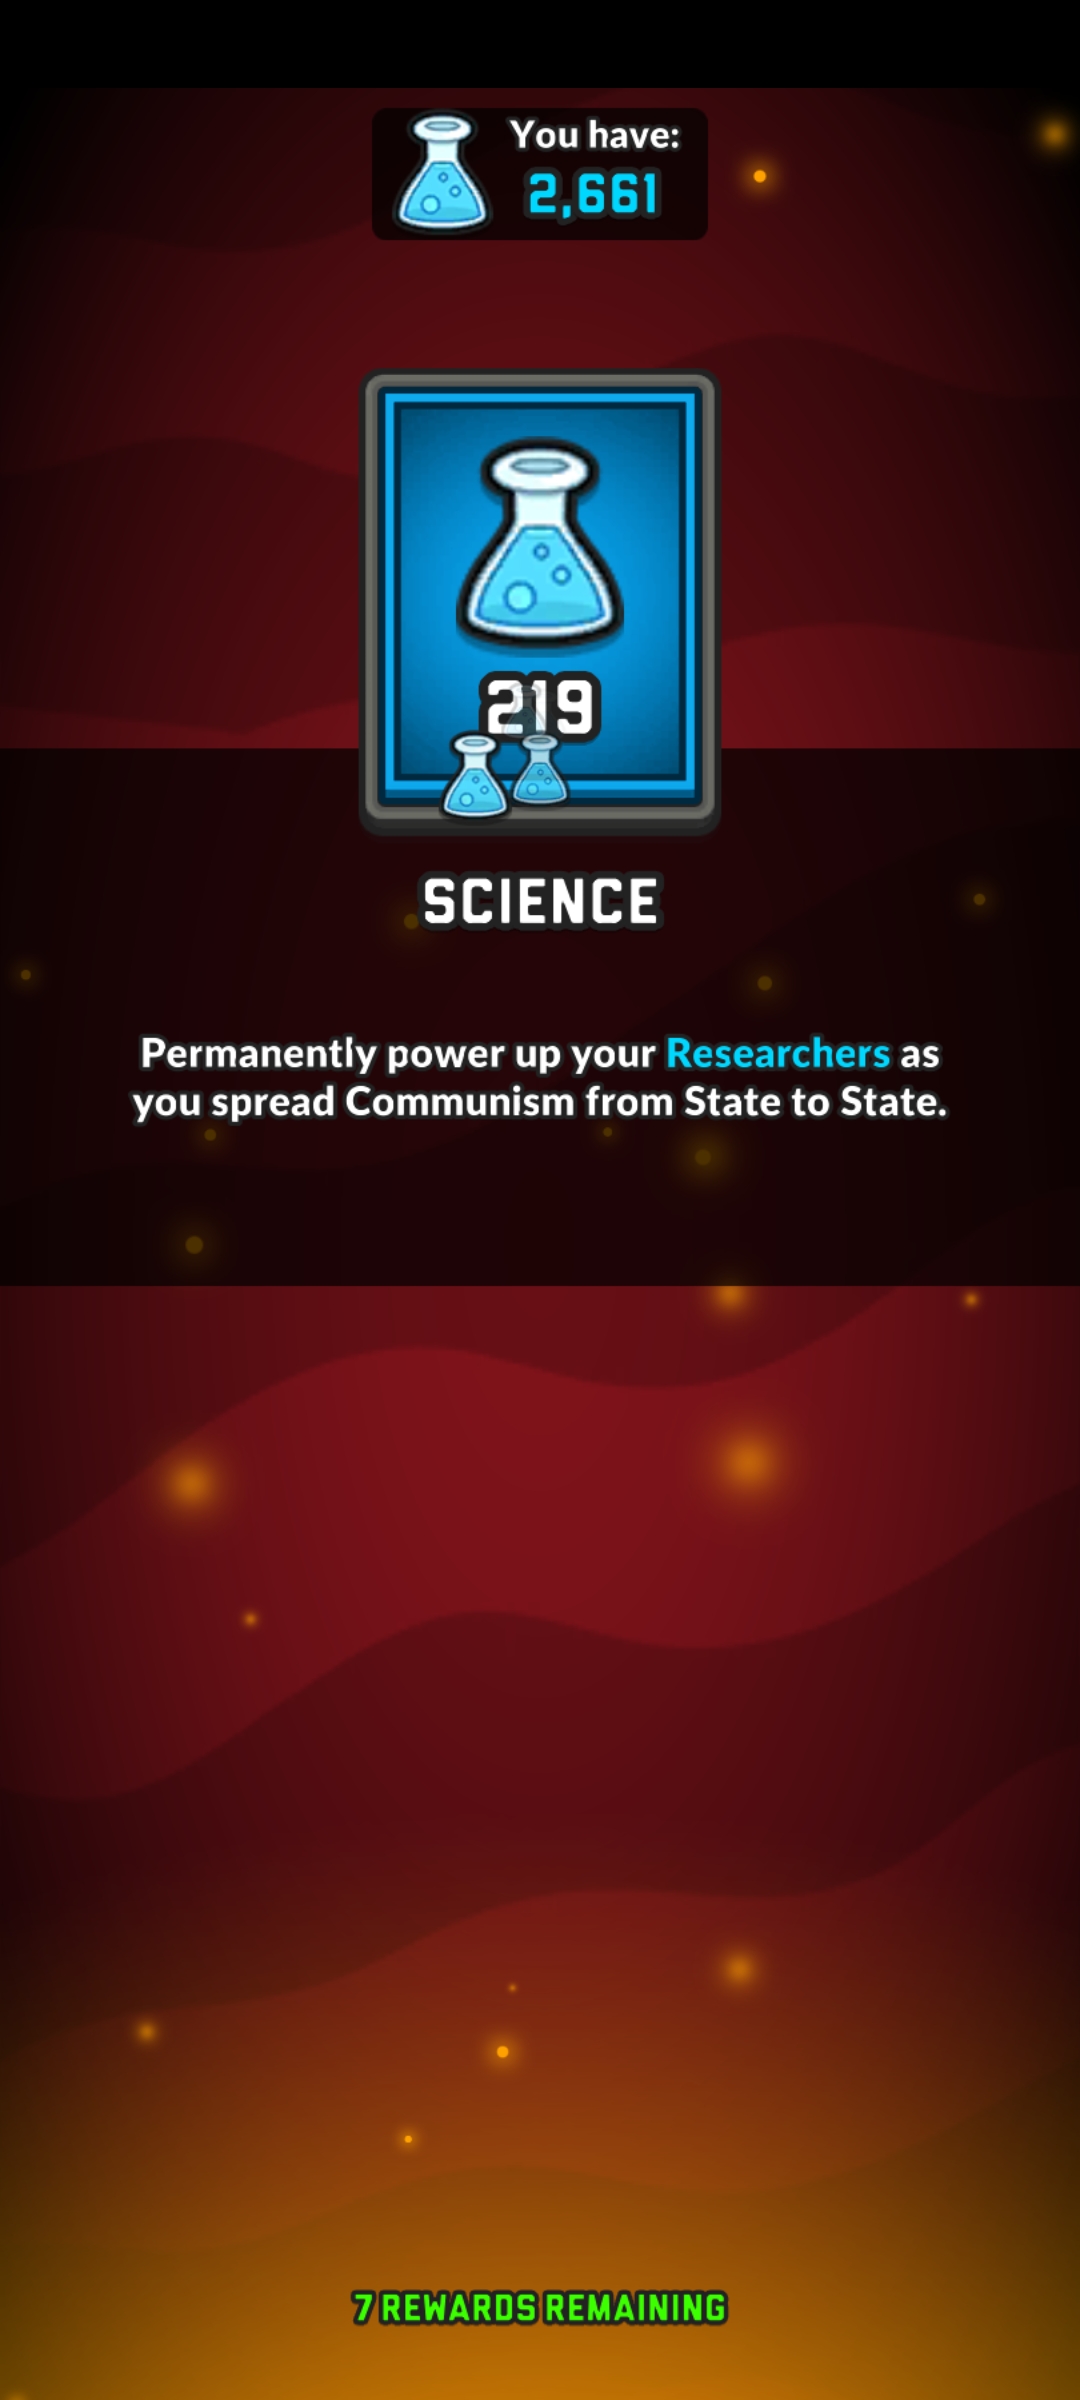 You have:
2,661
219
SCIENCE
Permanently power up your Researchers as
you spread Communism from State to State.
7 REWARDS REMAINING